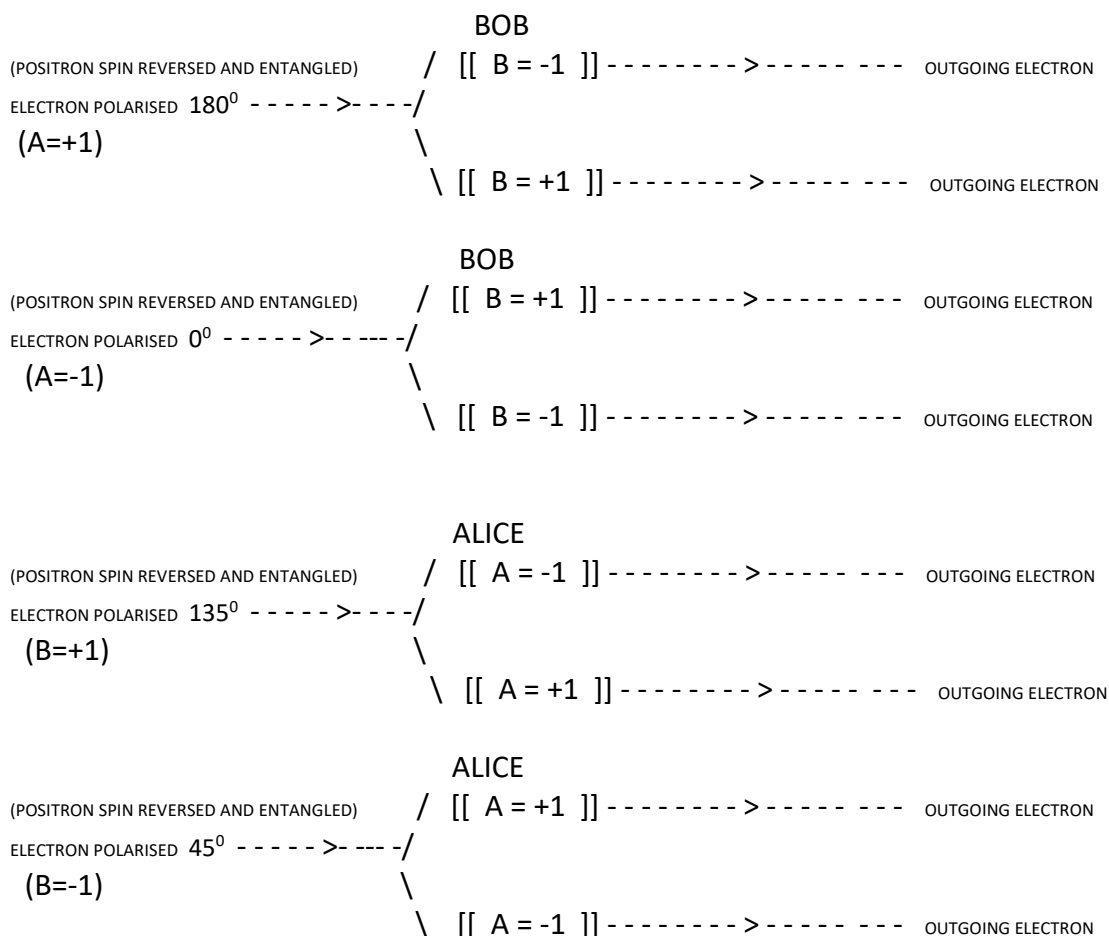 BOB
(POSITRON SPIN REVERSED AND ENTANGLED) / [[ B = -1 ]] - - - - - - - - > - - - - - - - - OUTGOING ELECTRON
ELECTRON POLARISED 180⁰ - - - - - >- - - -/
(A=+1) \
\ [[ B = +1 ]] - - - - - - - - > - - - - - - - - OUTGOING ELECTRON
BOB
(POSITRON SPIN REVERSED AND ENTANGLED) / [[ B = +1 ]] - - - - - - - - > - - - - - - - - OUTGOING ELECTRON
ELECTRON POLARISED 0⁰ - - - - - >- - --- -/
(A=-1) \
\ [[ B = -1 ]] - - - - - - - - > - - - - - - - - OUTGOING ELECTRON
ALICE
(POSITRON SPIN REVERSED AND ENTANGLED) / [[ A = -1 ]] - - - - - - - - > - - - - - - - - OUTGOING ELECTRON
ELECTRON POLARISED 135⁰ - - - - - >- - - -/
(B=+1) \
\ [[ A = +1 ]] - - - - - - - - > - - - - - - - - OUTGOING ELECTRON
ALICE
(POSITRON SPIN REVERSED AND ENTANGLED) / [[ A = +1 ]] - - - - - - - - > - - - - - - - - OUTGOING ELECTRON
ELECTRON POLARISED 45⁰ - - - - - >- --- -/
(B=-1) \
\ [[ A = -1 ]] - - - - - - - - > - - - - - - - - OUTGOING ELECTRON